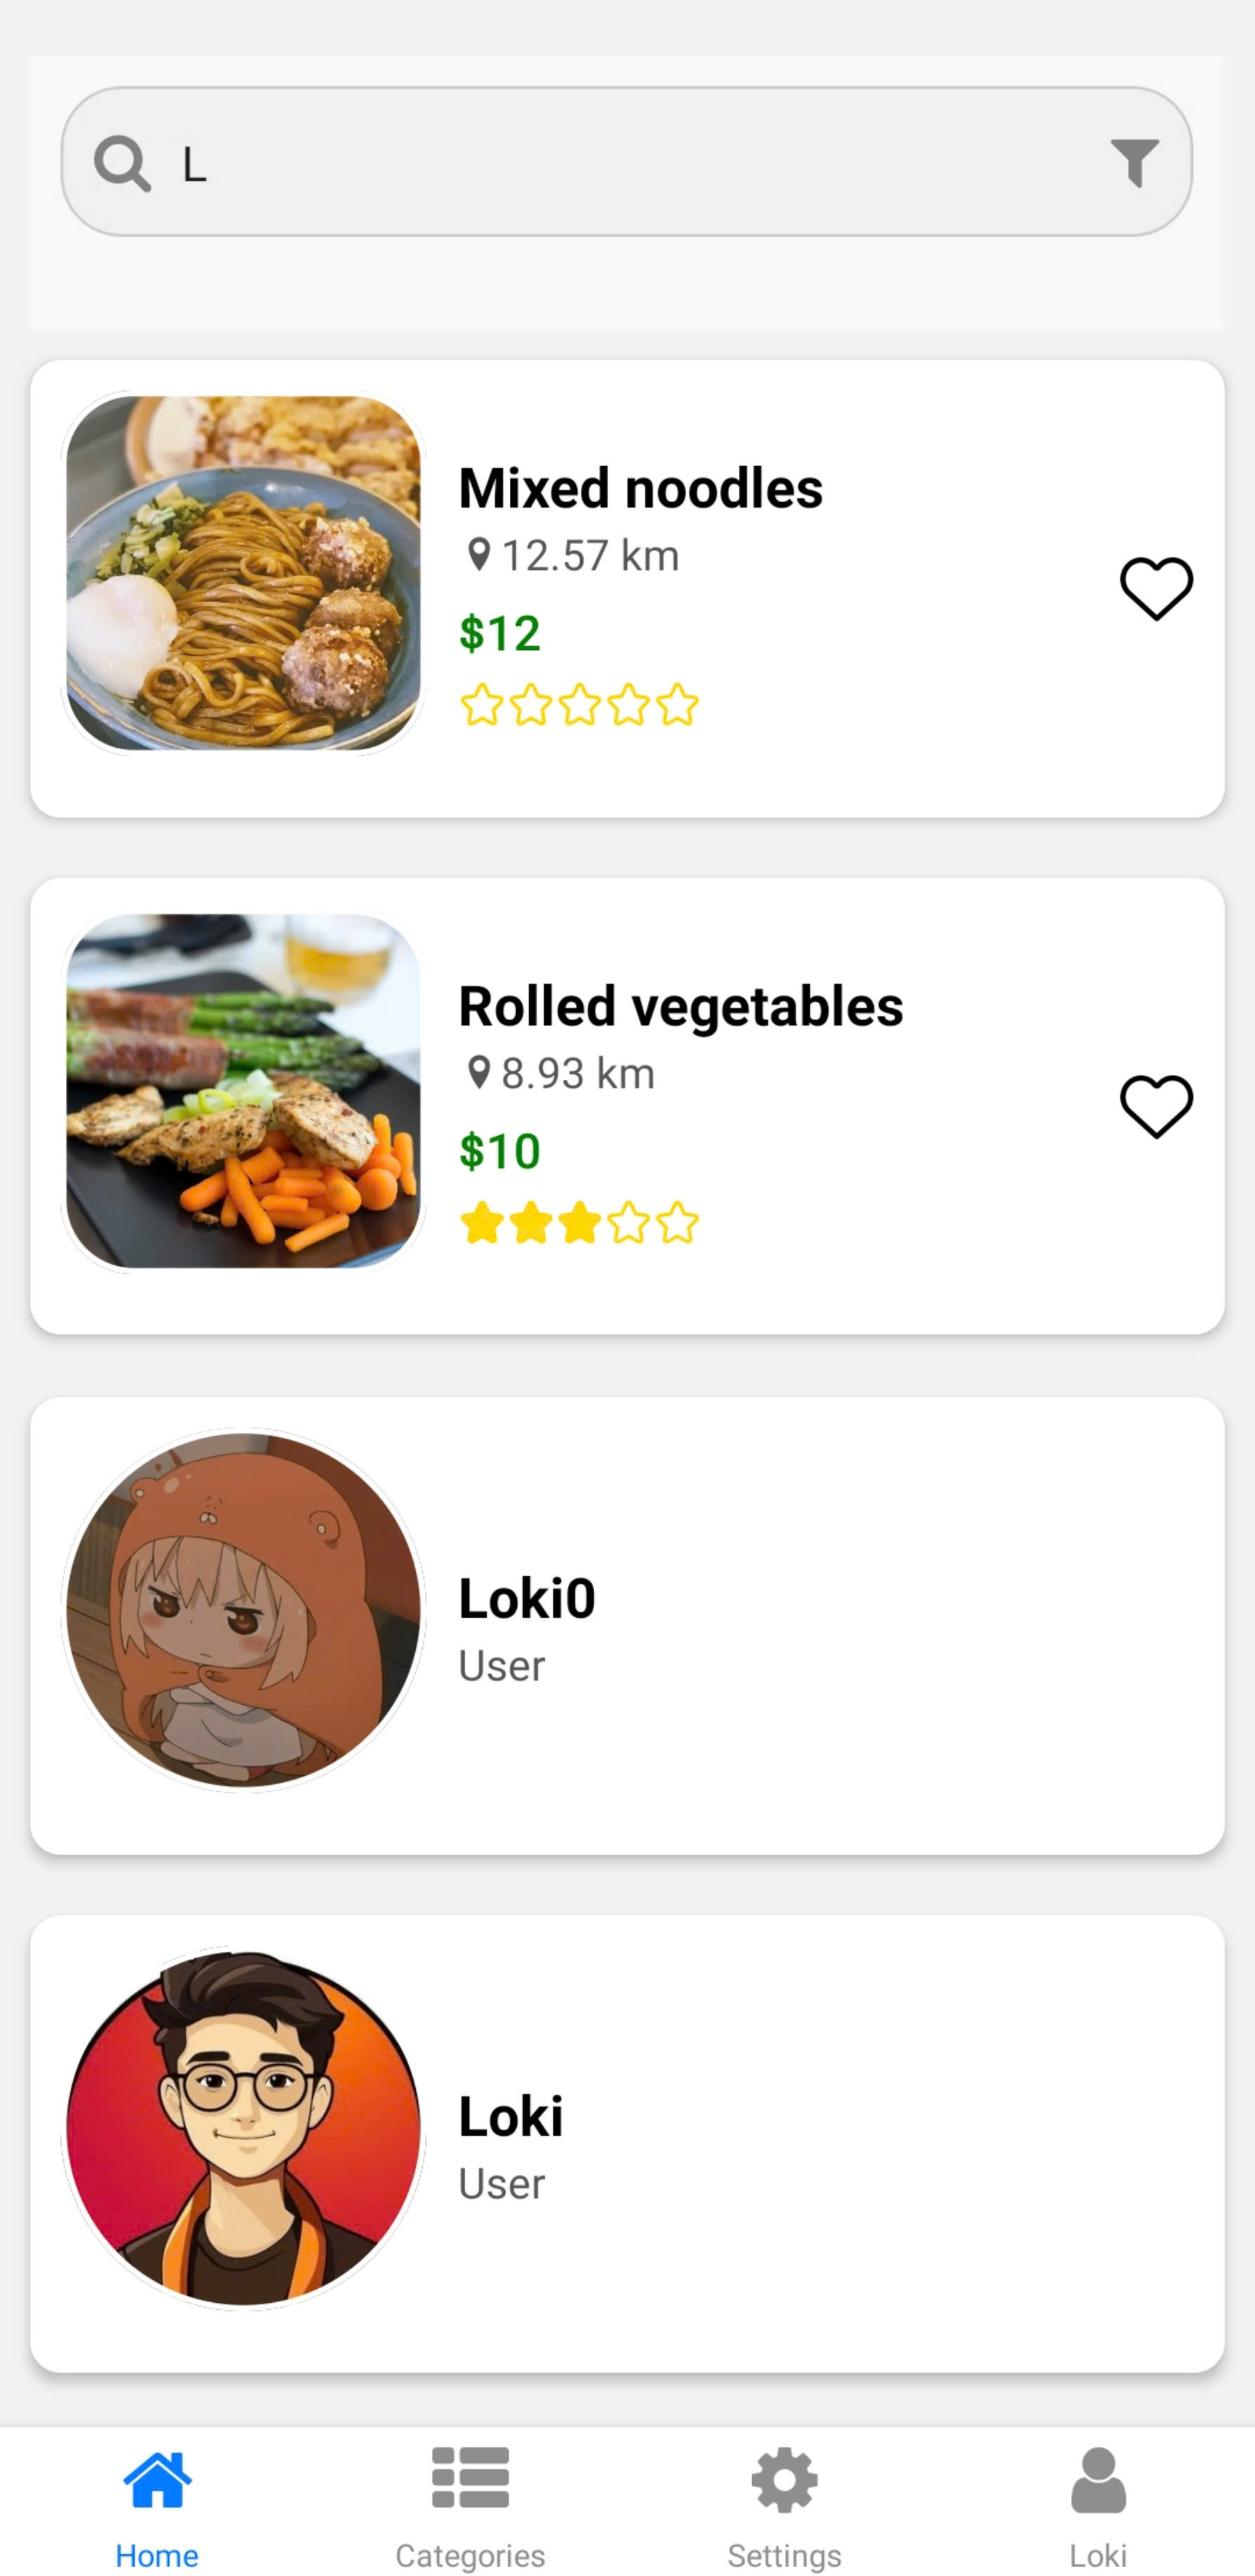 L
Mixed noodles
12.57 km
$12
Rolled vegetables
8.93 km
$10
Loki0
User
Loki
User
Home Categories Settings Loki